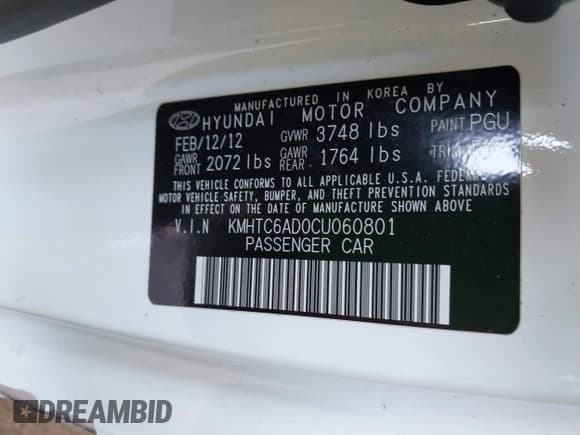 MANUFACTURED IN KOREA BY
HYUNDAI MOTOR COMPANY
FEB/12/12 GVWR 3748 lbs PAINT PGU
GAWR FRONT 2072 lbs GAWR REAR 1764 lbs TRIM
THIS VEHICLE CONFORMS TO ALL APPLICABLE U.S.A. FEDERAL
MOTOR VEHICLE SAFETY, BUMPER, AND THEFT PREVENTION STANDARDS
IN EFFECT ON THE DATE OF MANUFACTURE SHOWN ABOVE.
V.I.N KMHTC6AD0CU060801
PASSENGER CAR
DREAMBID